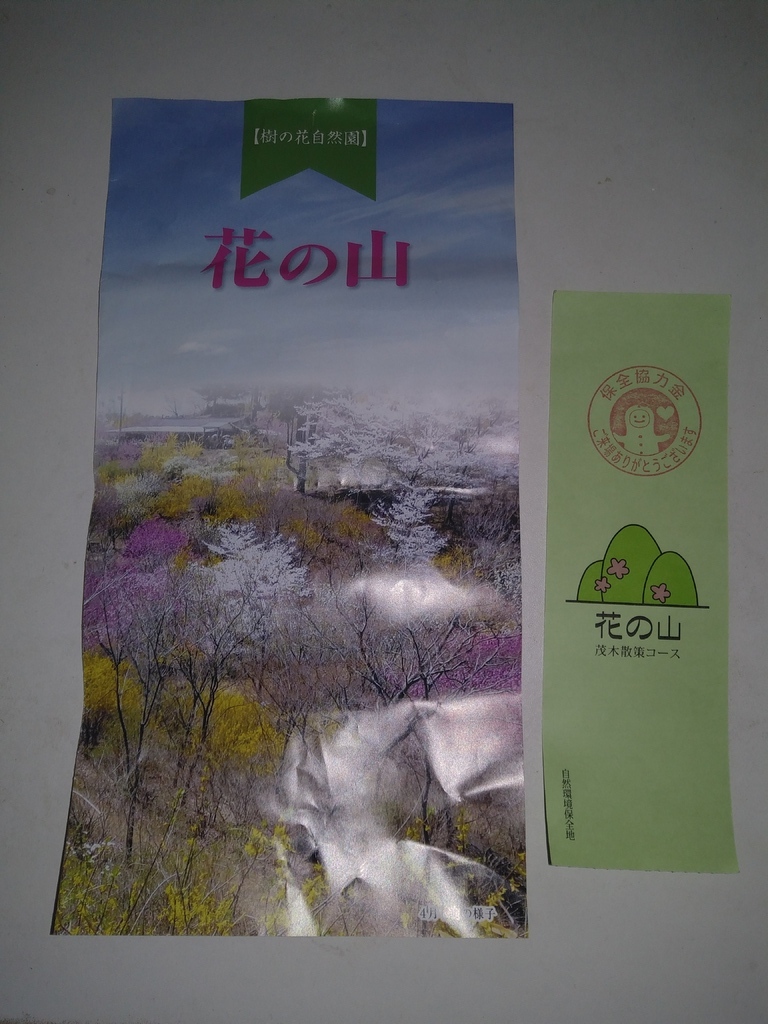 【樹の花自然園】
花の山
保全協力金
ご来場ありがとうございます
花の山
茂木散策コース
自然環境保全地
4月 の様子